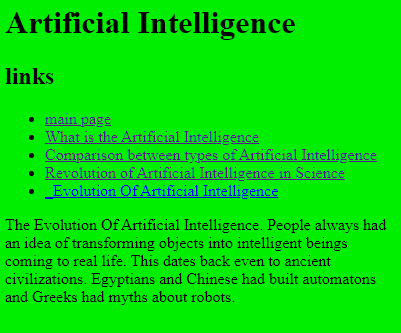 Artificial Intelligence
links
main page
What is the Artificial Intelligence
Comparison between types of Artificial Intelligence
Revolution of Artificial Intelligence in Science
_Evolution Of Artificial Intelligence
The Evolution Of Artificial Intelligence. People always had
an idea of transforming objects into intelligent beings
coming to real life. This dates back even to ancient
civilizations. Egyptians and Chinese had built automatons
and Greeks had myths about robots.